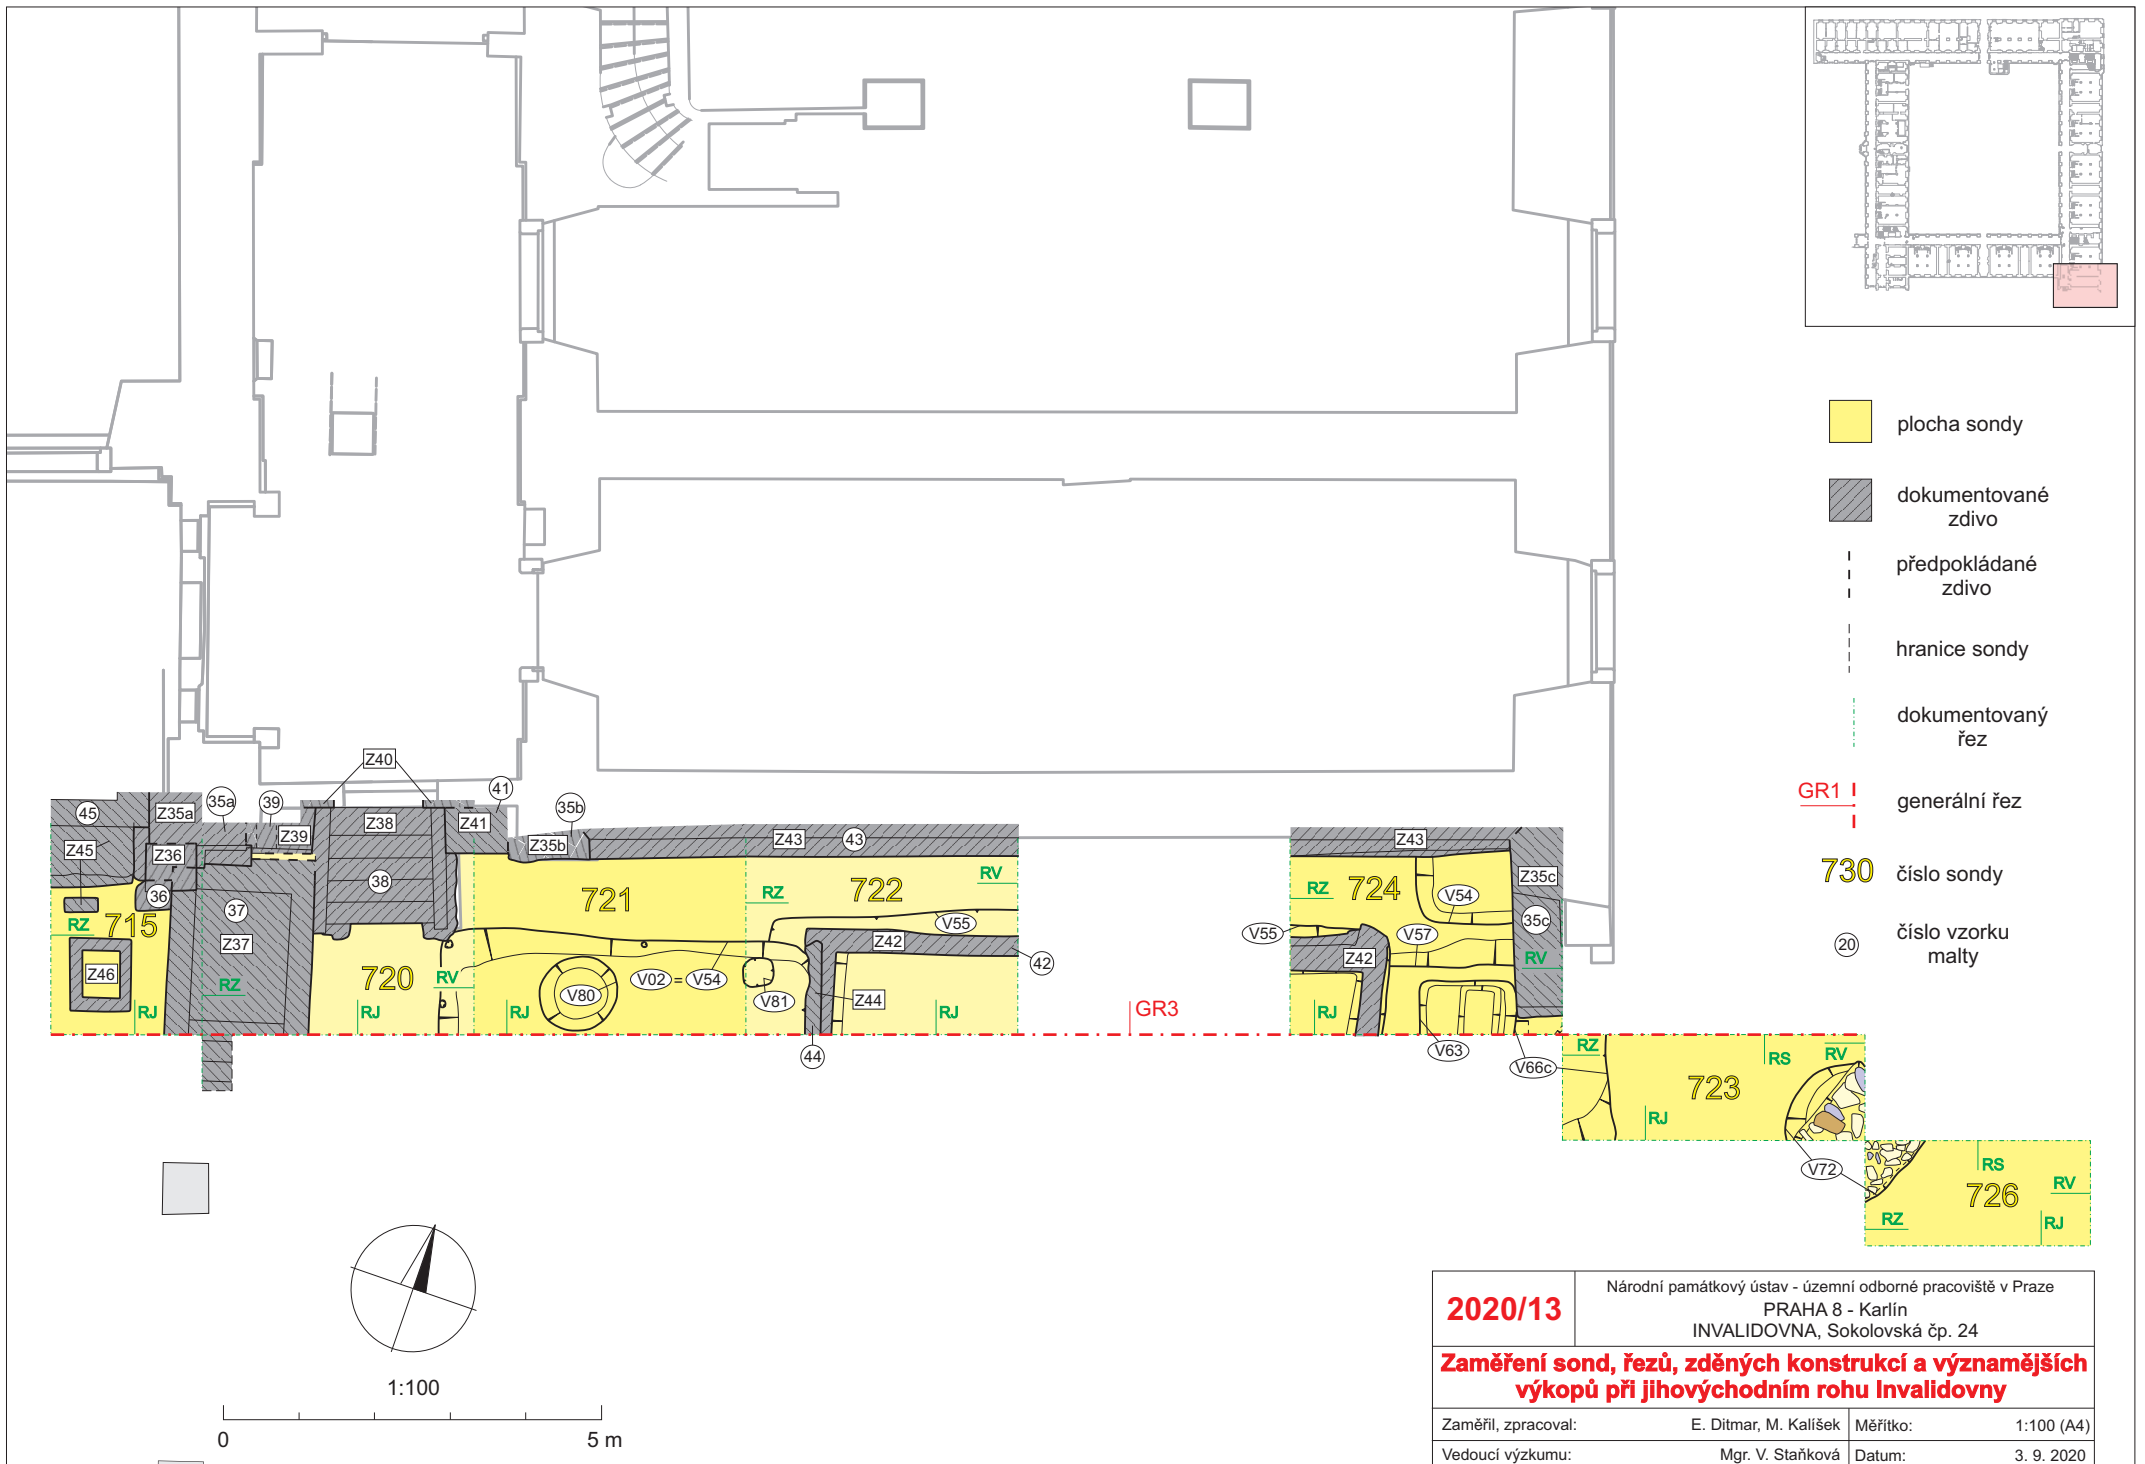 plocha sondy
dokumentované
zdivo
předpokládané
zdivo
hranice sondy
dokumentovaný
řez
GR1
generální řez
730
číslo sondy
20
číslo vzorku
malty
Z40
41
45
Z35a
35a
39
Z39
Z38
Z41
35b
Z35b
Z43
43
Z43
Z45
Z36
36
38
37
Z37
RZ
715
Z46
RZ
RJ
720
RJ
RV
721
RZ
722
RV
V55
Z42
42
V80
V02
=
V54
V81
Z44
RJ
RJ
44
GR3
RZ
724
V54
Z35c
35c
V55
V57
Z42
RV
RJ
V63
V66c
RZ
RS
RV
723
RJ
V72
RS
726
RV
RZ
RJ
1:100
0
5 m
2020/13
Národní památkový ústav - územní odborné pracoviště v Praze
PRAHA 8 - Karlín
INVALIDOVNA, Sokolovská čp. 24
Zaměření sond, řezů, zděných konstrukcí a významějších
výkopů při jihovýchodním rohu Invalidovny
Zaměřil, zpracoval: E. Ditmar, M. Kalíšek Měřítko: 1:100 (A4)
Vedoucí výzkumu: Mgr. V. Staňková Datum: 3. 9. 2020